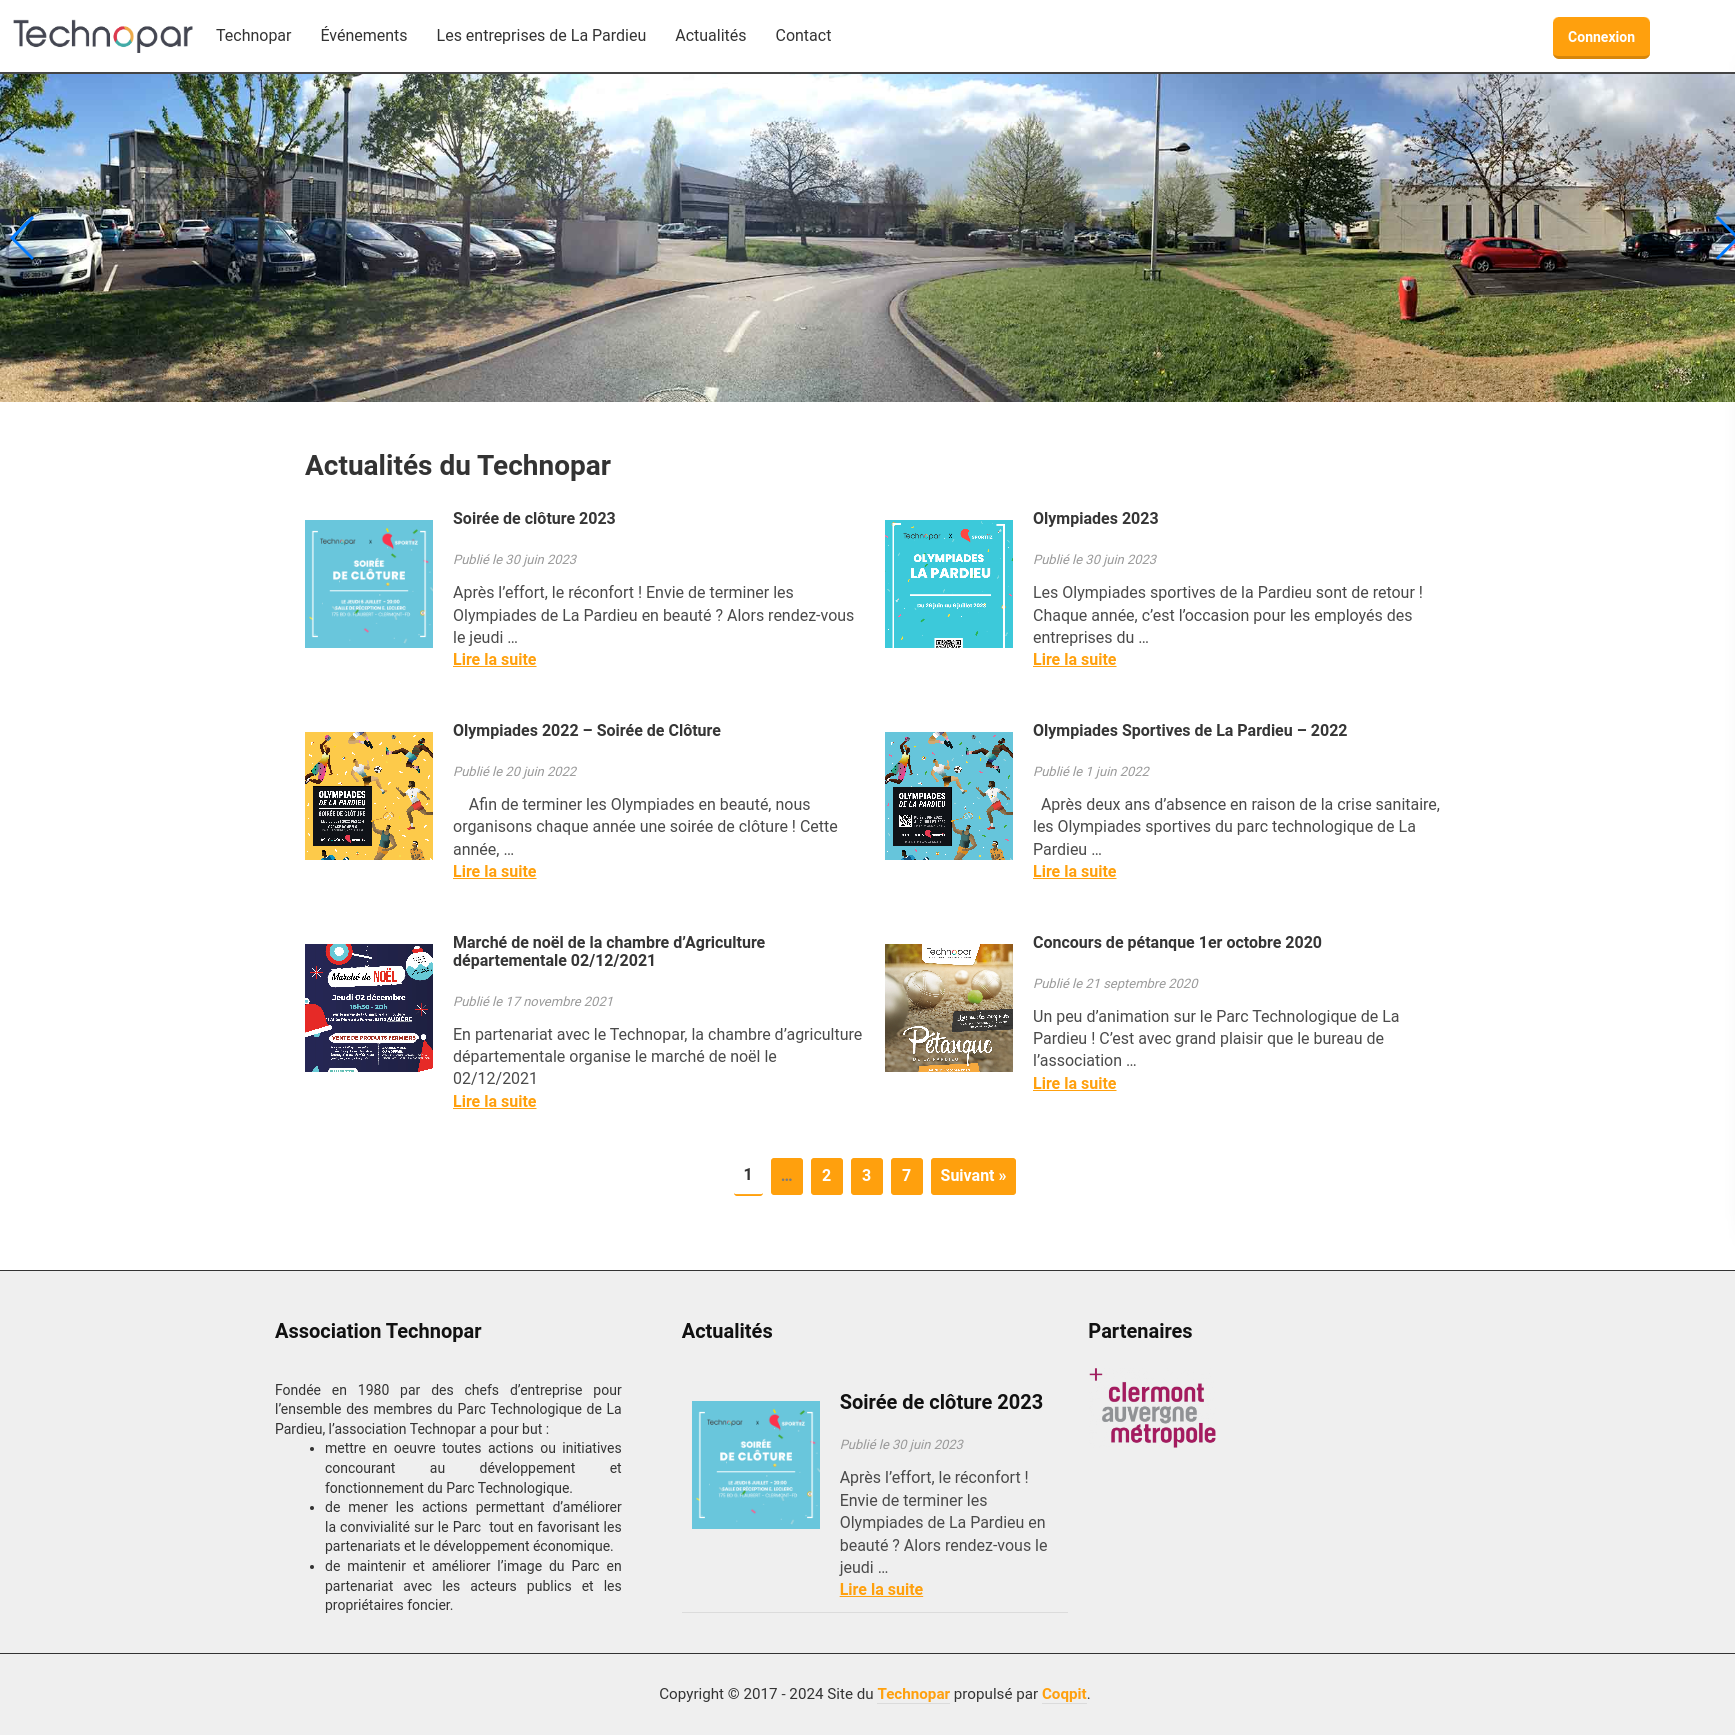 Technopar
Technopar
Événements
Les entreprises de La Pardieu
Actualités
Contact
Connexion
Actualités du Technopar
Technopar x SPORTIIZ
SOIRÉE
DE CLÔTURE
Soirée de clôture 2023
Publié le 30 juin 2023
Après l’effort, le réconfort ! Envie de terminer les
Olympiades de La Pardieu en beauté ? Alors rendez-vous
le jeudi …
Lire la suite
Technopar X
OLYMPIADES
LA PARDIEU
Olympiades 2023
Publié le 30 juin 2023
Les Olympiades sportives de la Pardieu sont de retour !
Chaque année, c’est l’occasion pour les employés des
entreprises du …
Lire la suite
OLYMPIADES
DE LA PARDIEU
SOIRÉE DE CLÔTURE
Olympiades 2022 – Soirée de Clôture
Publié le 20 juin 2022
Afin de terminer les Olympiades en beauté, nous
organisons chaque année une soirée de clôture ! Cette
année, …
Lire la suite
OLYMPIADES
DE LA PARDIEU
Olympiades Sportives de La Pardieu – 2022
Publié le 1 juin 2022
Après deux ans d’absence en raison de la crise sanitaire,
les Olympiades sportives du parc technologique de La
Pardieu …
Lire la suite
Marché de NOËL
Jeudi 02 décembre
16h30 - 20h
AUBIÈRE
VENTE DE PRODUITS FERMIERS
Marché de noël de la chambre d’Agriculture
départementale 02/12/2021
Publié le 17 novembre 2021
En partenariat avec le Technopar, la chambre d’agriculture
départementale organise le marché de noël le
02/12/2021
Lire la suite
Technopar
Pétanque
DE LA PARDIEU
Concours de pétanque 1er octobre 2020
Publié le 21 septembre 2020
Un peu d’animation sur le Parc Technologique de La
Pardieu ! C’est avec grand plaisir que le bureau de
l’association …
Lire la suite
1 … 2 3 7 Suivant »
Association Technopar
Fondée en 1980 par des chefs d’entreprise pour
l’ensemble des membres du Parc Technologique de La
Pardieu, l’association Technopar a pour but :
• mettre en oeuvre toutes actions ou initiatives
concourant au développement et
fonctionnement du Parc Technologique.
• de mener les actions permettant d’améliorer
la convivialité sur le Parc tout en favorisant les
partenariats et le développement économique.
• de maintenir et améliorer l’image du Parc en
partenariat avec les acteurs publics et les
propriétaires foncier.
Actualités
Technopar x SPORTIIZ
SOIRÉE
DE CLÔTURE
Soirée de clôture 2023
Publié le 30 juin 2023
Après l’effort, le réconfort !
Envie de terminer les
Olympiades de La Pardieu en
beauté ? Alors rendez-vous le
jeudi …
Lire la suite
Partenaires
+
clermont
auvergne
métropole
Copyright © 2017 - 2024 Site du Technopar propulsé par Coqpit.